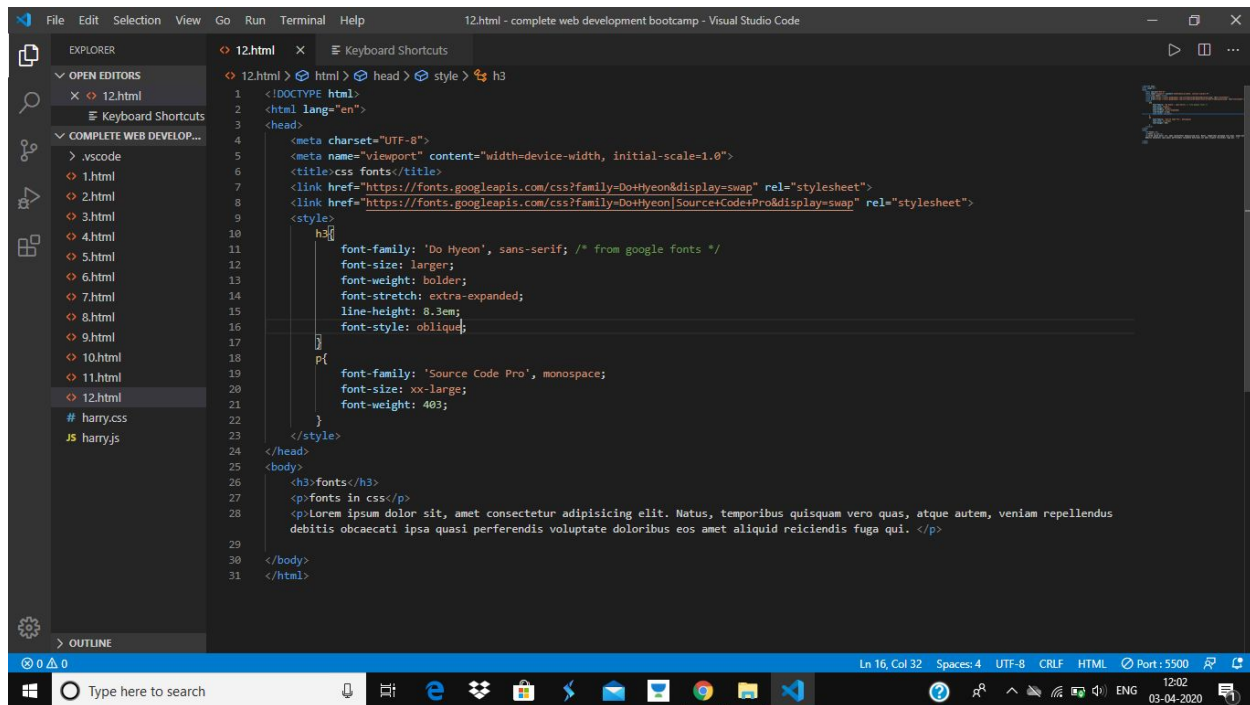 File Edit Selection View Go Run Terminal Help 12.html - complete web development bootcamp - Visual Studio Code
EXPLORER
OPEN EDITORS
12.html
Keyboard Shortcuts
COMPLETE WEB DEVELOP...
.vscode
1.html
2.html
3.html
4.html
5.html
6.html
7.html
8.html
9.html
10.html
11.html
12.html
# harry.css
JS harry.js
OUTLINE
12.html Keyboard Shortcuts
12.html > html > head > style > h3
1 <!DOCTYPE html>
2 <html lang="en">
3 <head>
4 <meta charset="UTF-8">
5 <meta name="viewport" content="width=device-width, initial-scale=1.0">
6 <title>css fonts</title>
7 <link href="https://fonts.googleapis.com/css?family=Do+Hyeon&display=swap" rel="stylesheet">
8 <link href="https://fonts.googleapis.com/css?family=Do+Hyeon|Source+Code+Pro&display=swap" rel="stylesheet">
9 <style>
10 h3{
11 font-family: 'Do Hyeon', sans-serif; /* from google fonts */
12 font-size: larger;
13 font-weight: bolder;
14 font-stretch: extra-expanded;
15 line-height: 8.3em;
16 font-style: oblique;
17 }
18 p{
19 font-family: 'Source Code Pro', monospace;
20 font-size: xx-large;
21 font-weight: 403;
22 }
23 </style>
24 </head>
25 <body>
26 <h3>fonts</h3>
27 <p>fonts in css</p>
28 <p>Lorem ipsum dolor sit, amet consectetur adipisicing elit. Natus, temporibus quisquam vero quas, atque autem, veniam repellendus
debitis obcaecati ipsa quasi perferendis voluptate doloribus eos amet aliquid reiciendis fuga qui. </p>
29
30 </body>
31 </html>
0 0 Ln 16, Col 32 Spaces: 4 UTF-8 CRLF HTML Port : 5500
Type here to search
ENG
12:02
03-04-2020
1